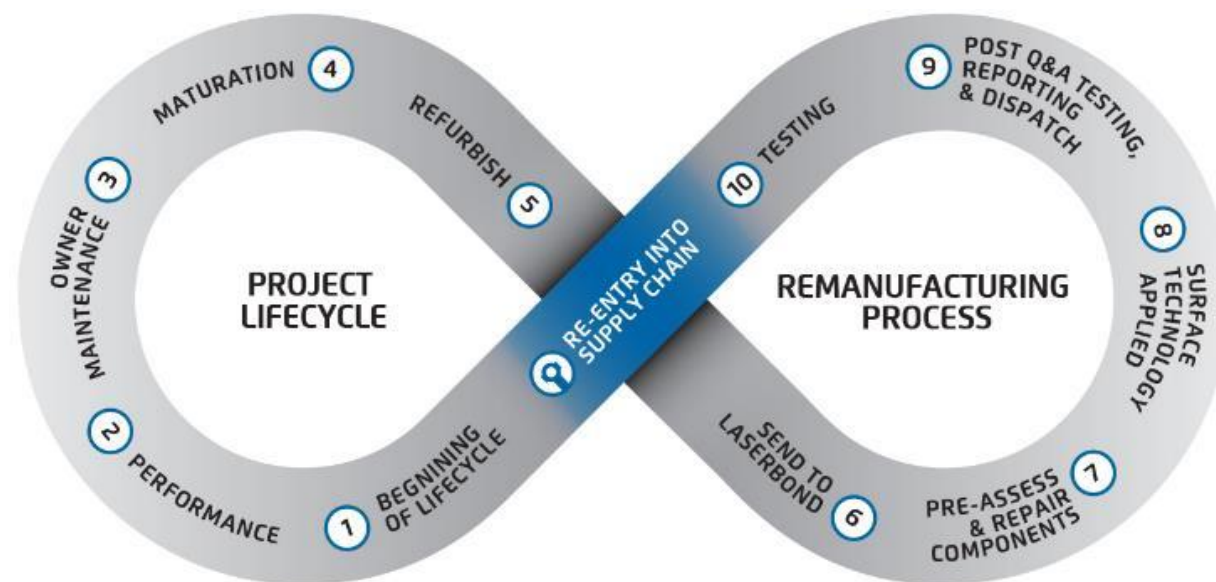 PROJECT
LIFECYCLE
1
BEGNINING
OF LIFECYCLE
2
PERFORMANCE
3
OWNER
MAINTENANCE
4
MATURATION
5
REFURBISH
REMANUFACTURING
PROCESS
6
SEND TO
LASERBOND
7
PRE-ASSESS
& REPAIR
COMPONENTS
8
SURFACE
TECHNOLOGY
APPLIED
9
POST Q&A TESTING,
REPORTING
& DISPATCH
10
TESTING
RE-ENTRY INTO
SUPPLY CHAIN